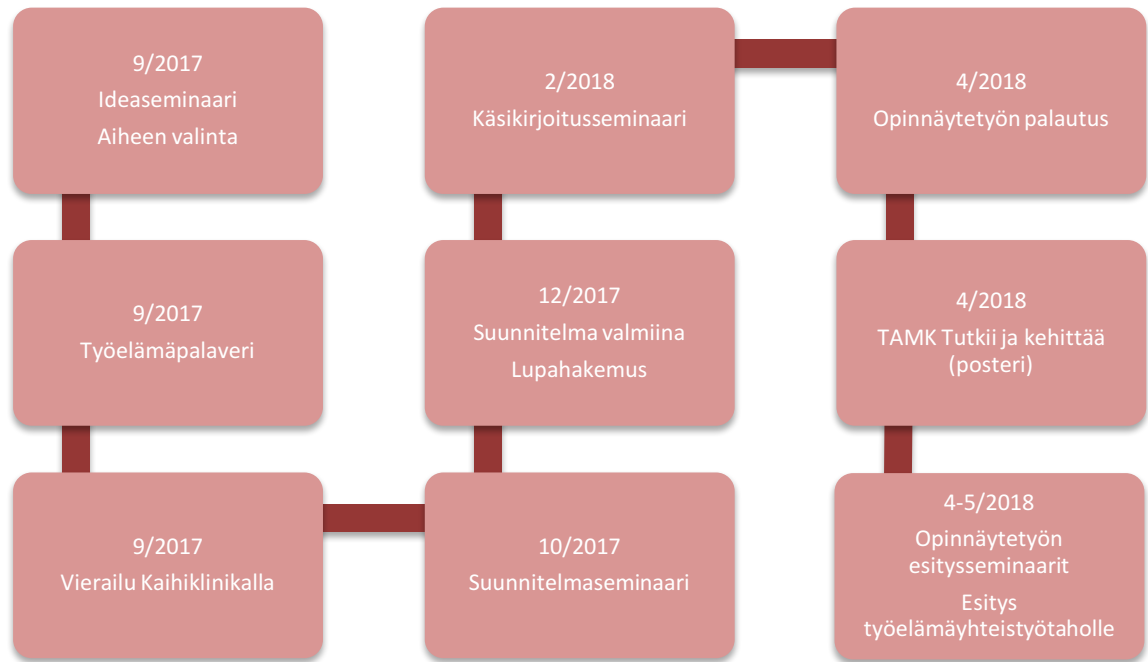 9/2017
Ideaseminaari
Aiheen valinta
9/2017
Työelämäpalaveri
9/2017
Vierailu Kaihiklinikalla
10/2017
Suunnitelmaseminaari
12/2017
Suunnitelma valmiina
Lupahakemus
2/2018
Käsikirjoitusseminaari
4/2018
Opinnäytetyön palautus
4/2018
TAMK Tutkii ja kehittää
(posteri)
4-5/2018
Opinnäytetyön
esitysseminaarit
Esitys
työelämäyhteistyötaholle